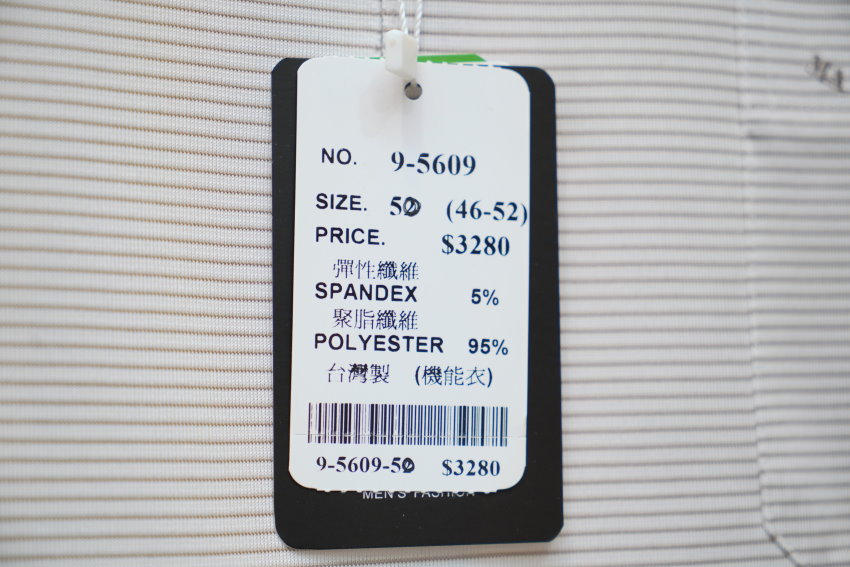 NO. 9-5609
SIZE. 50 (46-52)
PRICE. $3280
彈性纖維
SPANDEX 5%
聚脂纖維
POLYESTER 95%
台灣製 (機能衣)
9-5609-50 $3280
MEN'S FASHION